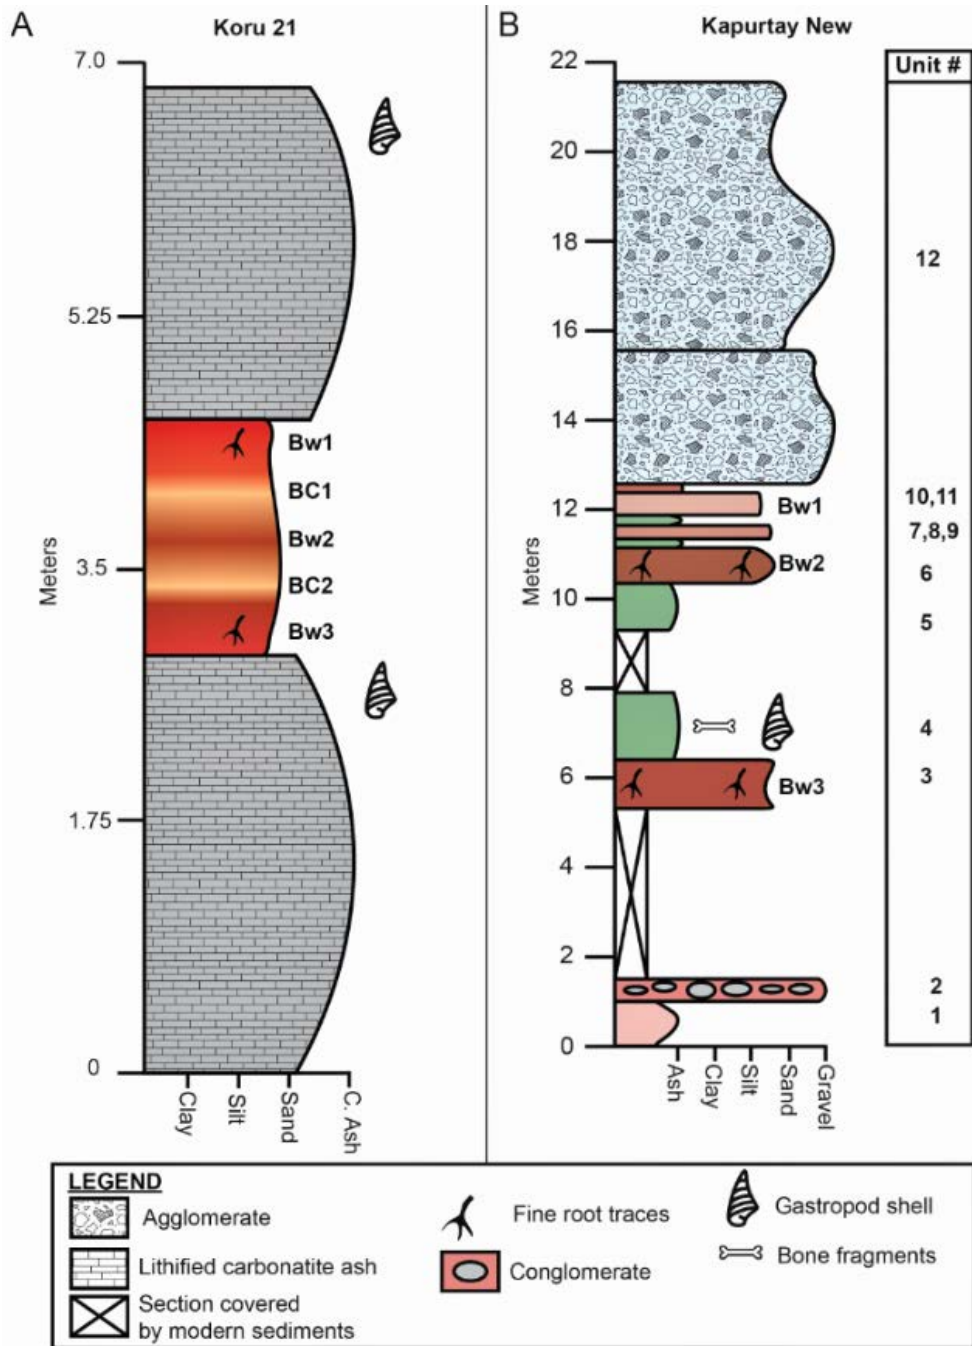 A
Koru 21
7.0
5.25
3.5
1.75
0
Meters
Bw1
BC1
Bw2
BC2
Bw3
Clay
Silt
Sand
C. Ash
B
Kapurtay New
Unit #
22
20
18
16
14
12
10
8
6
4
2
0
Meters
Bw1
Bw2
Bw3
12
10,11
7,8,9
6
5
4
3
2
1
Ash
Clay
Silt
Sand
Gravel
LEGEND
Agglomerate
Lithified carbonatite ash
Section covered
by modern sediments
Fine root traces
Conglomerate
Gastropod shell
Bone fragments